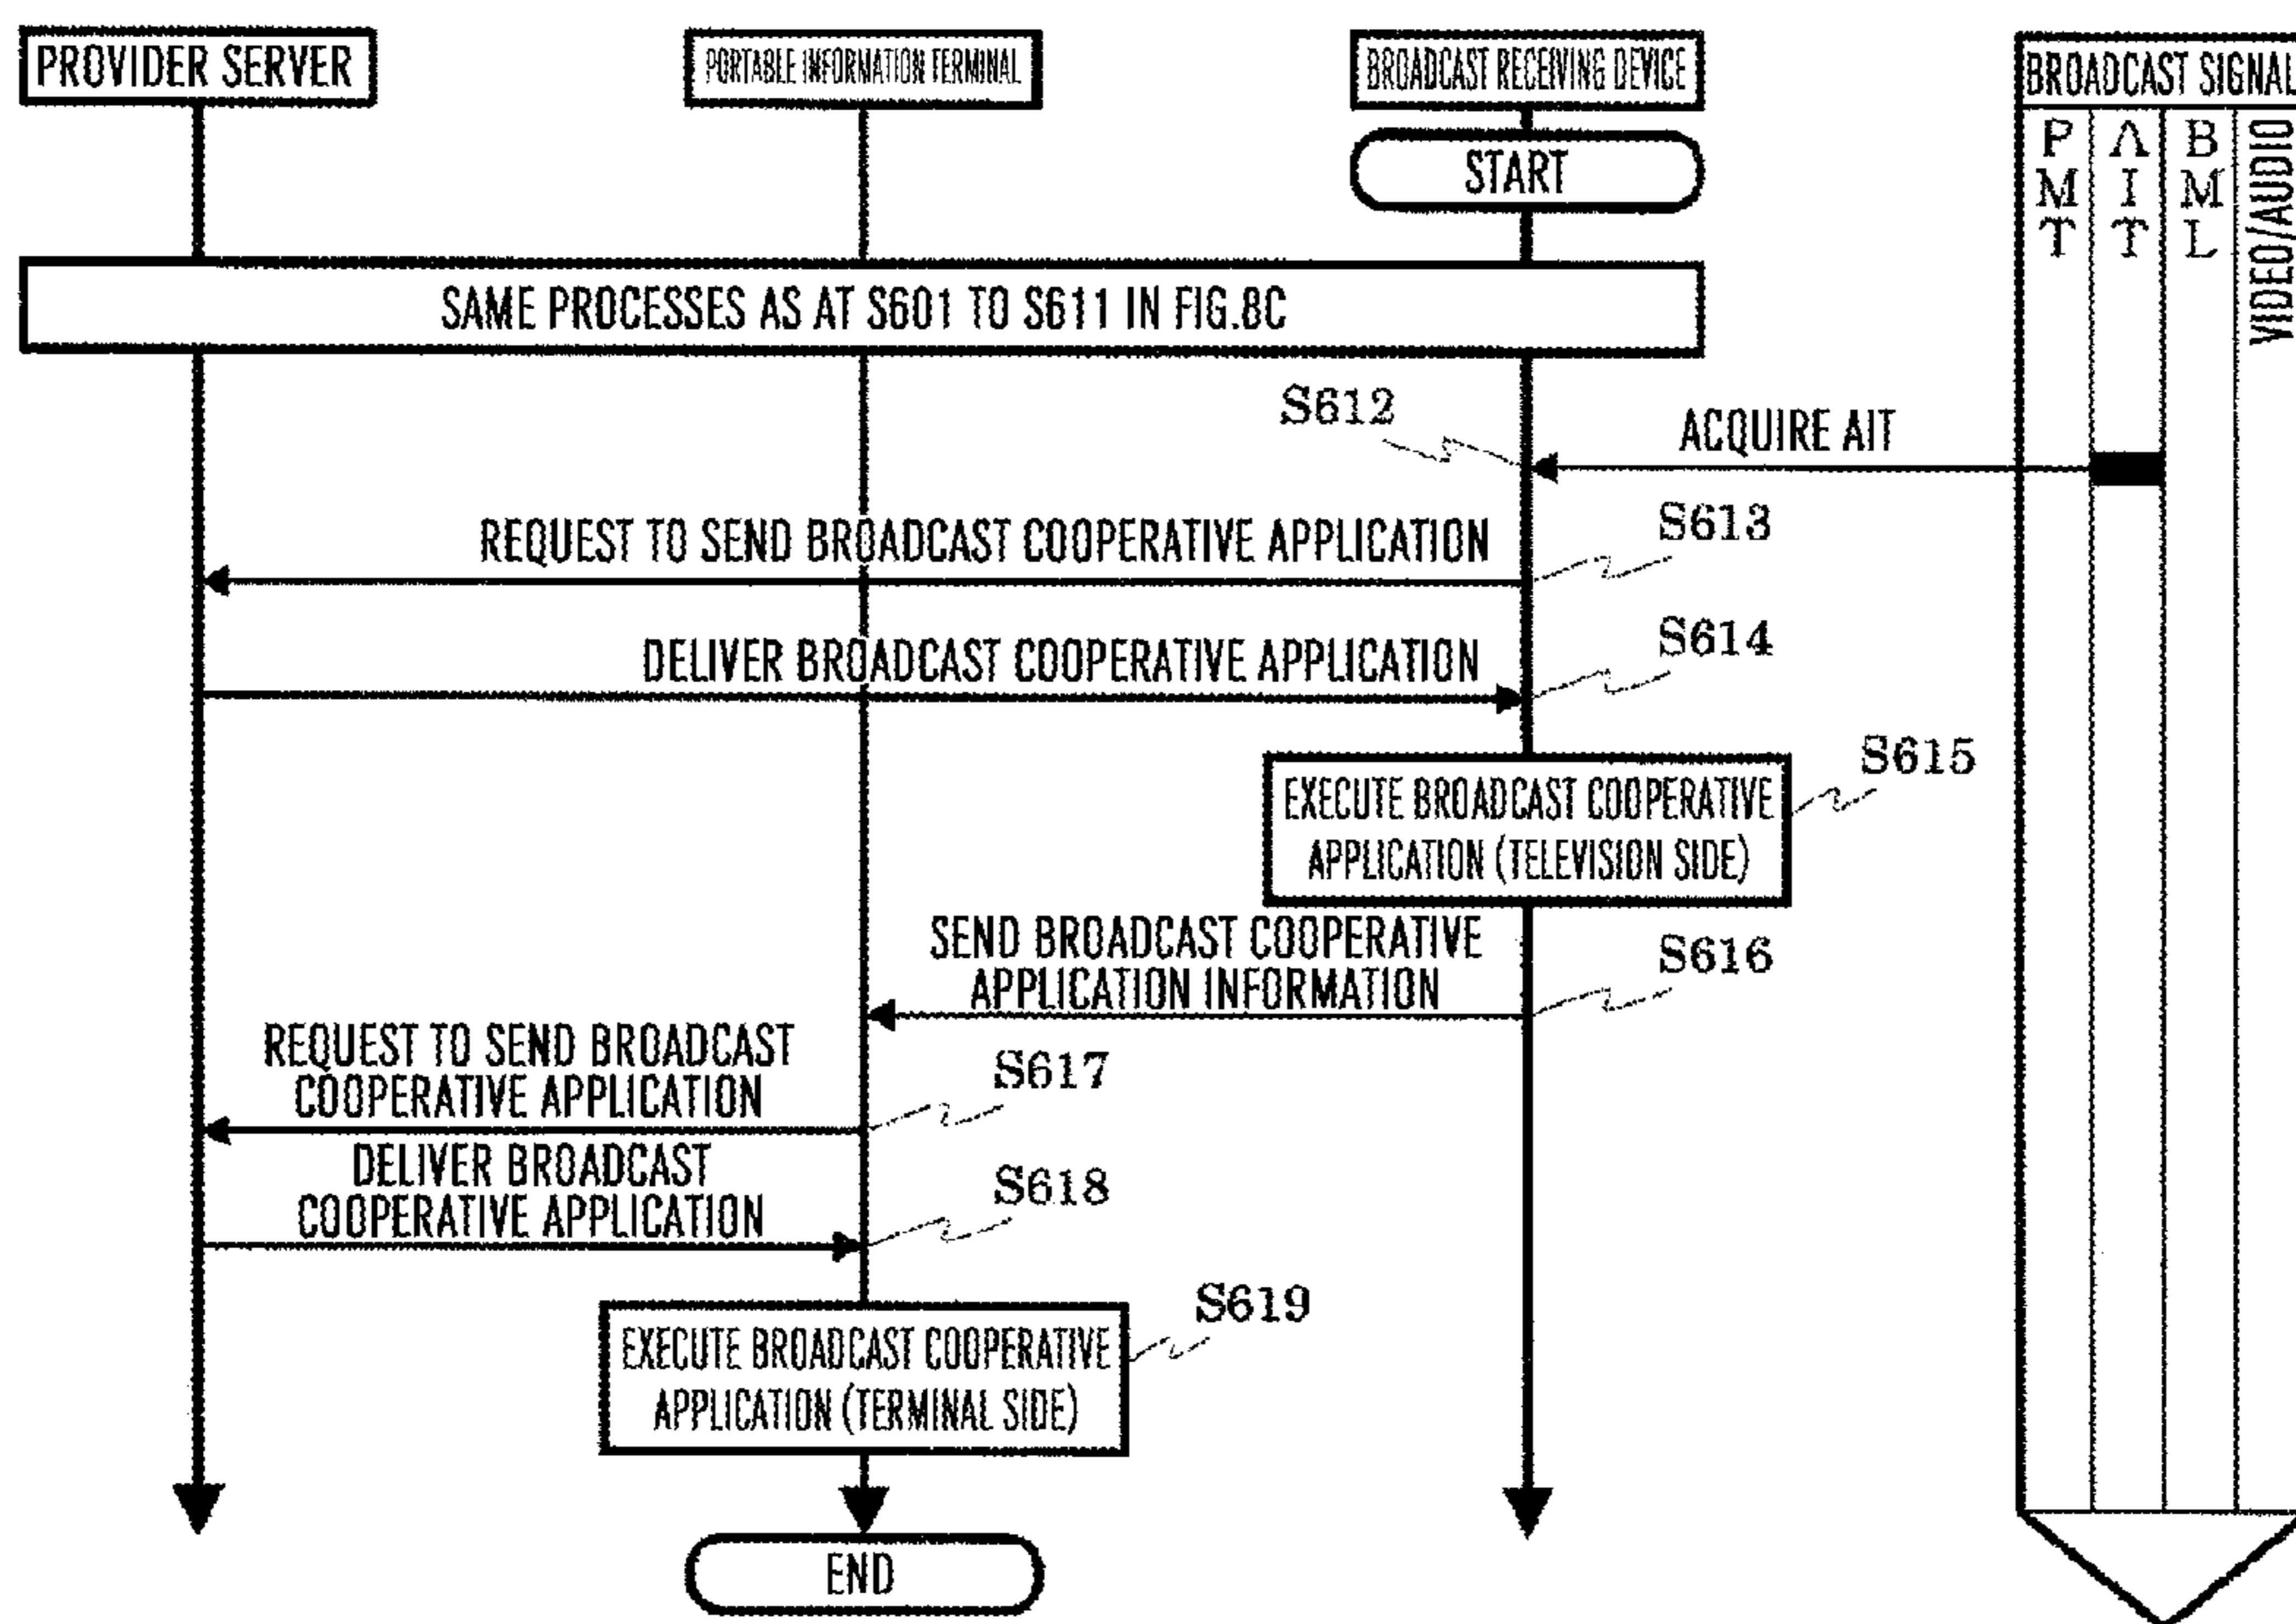 PROVIDER SERVER
PORTABLE INFORMATION TERMINAL
BROADCAST RECEIVING DEVICE
BROADCAST SIGNAL
START
PMT
AIT
BML
VIDEO/AUDIO
SAME PROCESSES AS AT S601 TO S611 IN FIG.8C
S612
ACQUIRE AIT
REQUEST TO SEND BROADCAST COOPERATIVE APPLICATION
S613
DELIVER BROADCAST COOPERATIVE APPLICATION
S614
EXECUTE BROADCAST COOPERATIVE
APPLICATION (TELEVISION SIDE)
S615
SEND BROADCAST COOPERATIVE
APPLICATION INFORMATION
S616
REQUEST TO SEND BROADCAST
COOPERATIVE APPLICATION
S617
DELIVER BROADCAST
COOPERATIVE APPLICATION
S618
EXECUTE BROADCAST COOPERATIVE
APPLICATION (TERMINAL SIDE)
S619
END